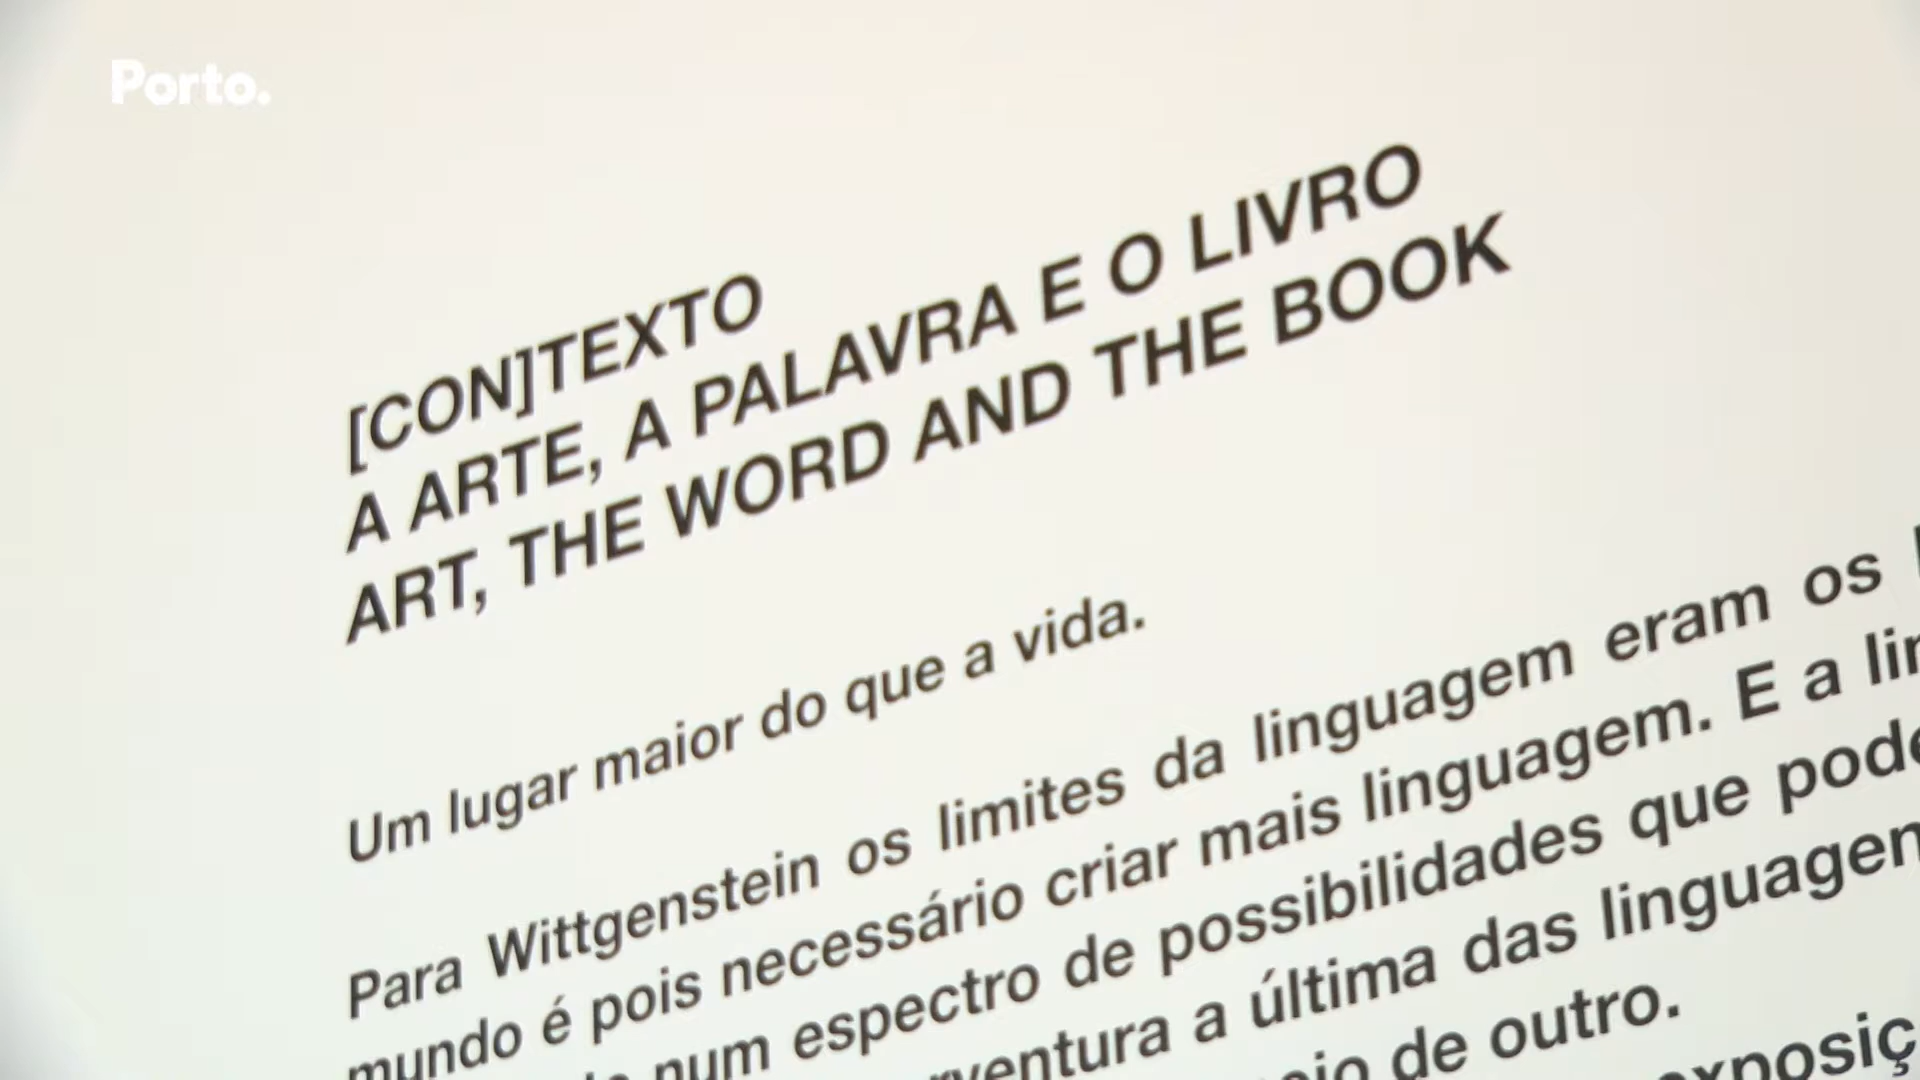 Porto.
[CON]TEXTO
A ARTE, A PALAVRA E O LIVRO
ART, THE WORD AND THE BOOK
Um lugar maior do que a vida.
Para Wittgenstein os limites da linguagem eram os
mundo é pois necessário criar mais linguagem. E a
num espectro de possibilidades que
a última das
de outro.